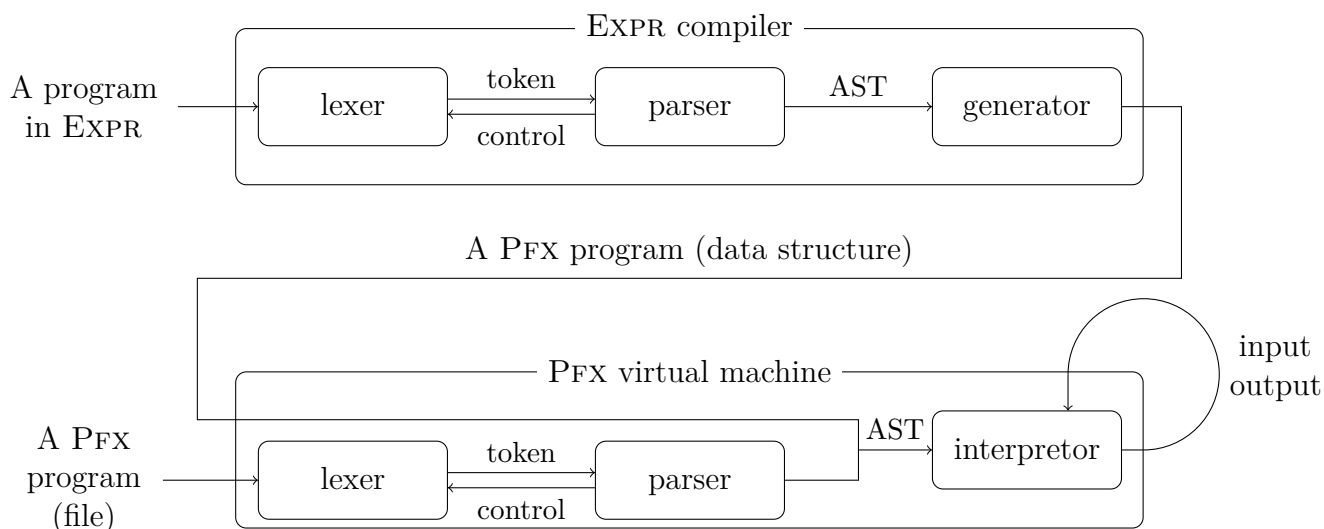 EXPR compiler
A program
in EXPR
lexer
token
control
parser
AST
generator
A PFX program (data structure)
PFX virtual machine
input
output
A PFX
program
(file)
lexer
token
control
parser
AST
interpretor